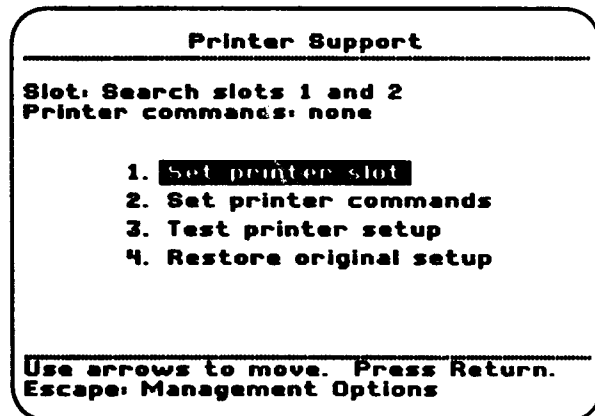 Printer Support
Slot: Search slots 1 and 2
Printer commands: none
1. Set printer slot
2. Set printer commands
3. Test printer setup
4. Restore original setup
Use arrows to move. Press Return.
Escape: Management Options